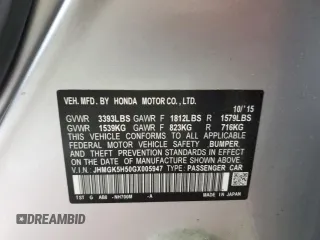 VEH. MFD. BY HONDA MOTOR CO., LTD.
10/'15
GVWR 3393LBS GAWR F 1812LBS R 1579LBS
GVWR 1539KG GAWR F 823KG R 716KG
THIS VEHICLE CONFORMS TO ALL APPLICABLE
FEDERAL MOTOR VEHICLE SAFETY, BUMPER,
AND THEFT PREVENTION STANDARDS IN EFFECT
ON THE DATE OF MANUFACTURE SHOWN ABOVE.
V.I.N. JHMGK5H50GX005947 TYPE PASSENGER CAR
MADE IN JAPAN
DREAMBID